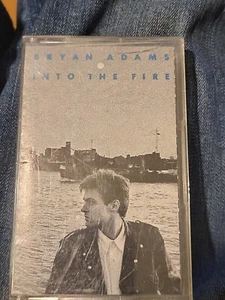 BRYAN ADAMS
INTO THE FIRE